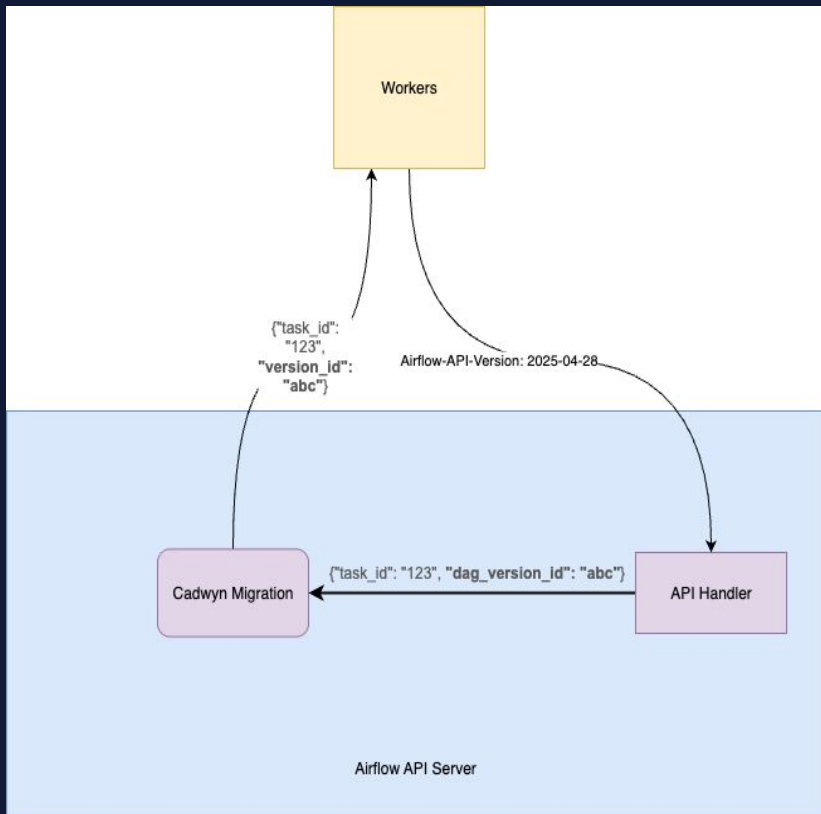 Workers
{"task_id":
"123",
"version_id":
"abc"}
Airflow-API-Version: 2025-04-28
{"task_id": "123", "dag_version_id": "abc"}
Cadwyn Migration
API Handler
Airflow API Server